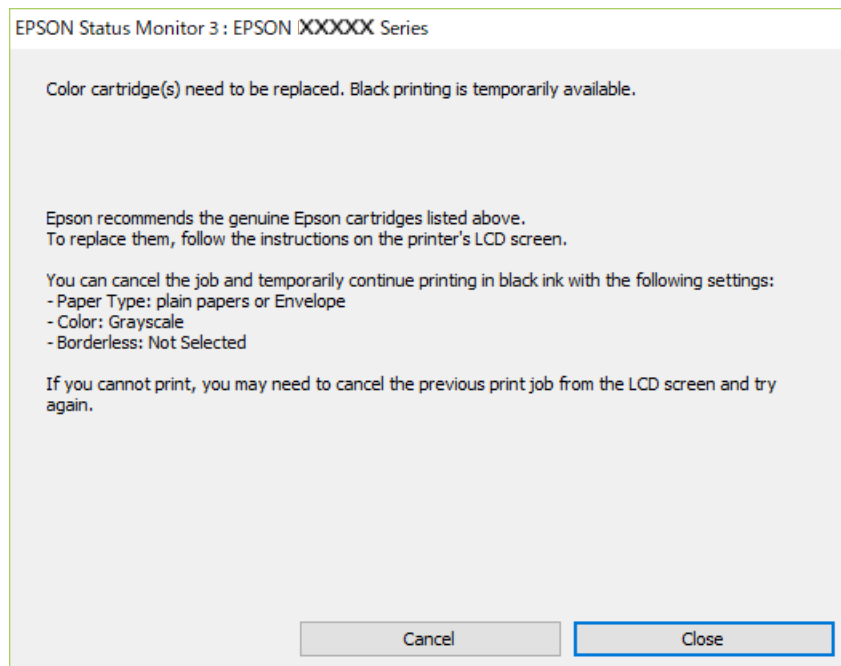 EPSON Status Monitor 3 : EPSON XXXXX Series
Color cartridge(s) need to be replaced. Black printing is temporarily available.
Epson recommends the genuine Epson cartridges listed above.
To replace them, follow the instructions on the printer's LCD screen.
You can cancel the job and temporarily continue printing in black ink with the following settings:
- Paper Type: plain papers or Envelope
- Color: Grayscale
- Borderless: Not Selected
If you cannot print, you may need to cancel the previous print job from the LCD screen and try
again.
Cancel
Close